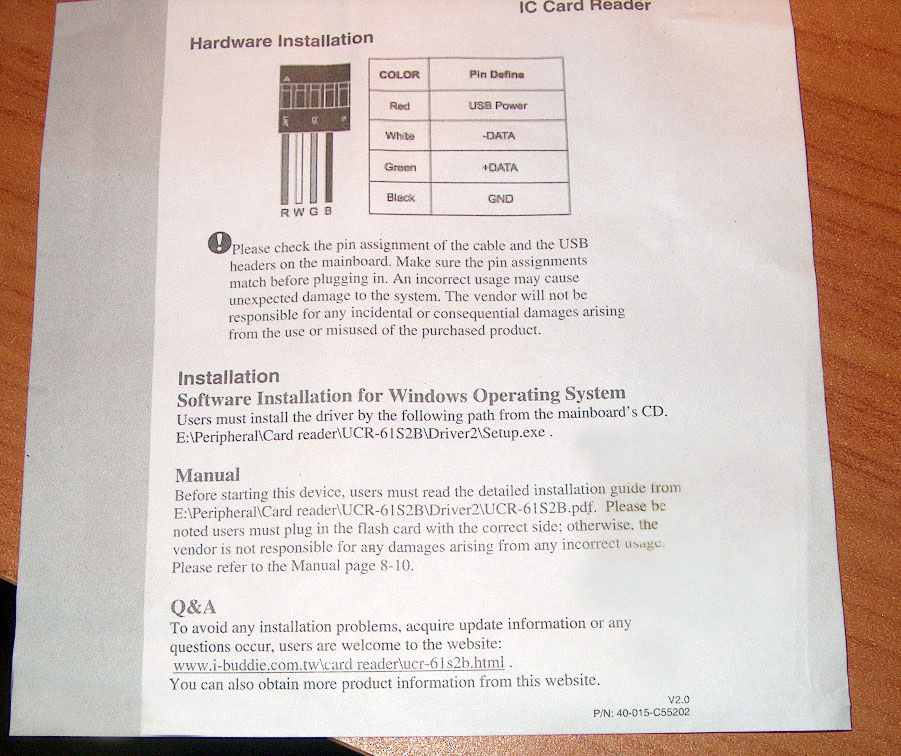 IC Card Reader
Hardware Installation
COLOR Pin Define
Red USB Power
White -DATA
Green +DATA
Black GND
R W G B
Please check the pin assignment of the cable and the USB
headers on the mainboard. Make sure the pin assignments
match before plugging in. An incorrect usage may cause
unexpected damage to the system. The vendor will not be
responsible for any incidental or consequential damages arising
from the use or misused of the purchased product.
Installation
Software Installation for Windows Operating System
Users must install the driver by the following path from the mainboard's CD.
E:\Peripheral\Card reader\UCR-61S2B\Driver2\Setup.exe .
Manual
Before starting this device, users must read the detailed installation guide from
E:\Peripheral\Card reader\UCR-61S2B\Driver2\UCR-61S2B.pdf. Please be
noted users must plug in the flash card with the correct side; otherwise, the
vendor is not responsible for any damages arising from any incorrect usage.
Please refer to the Manual page 8-10.
Q&A
To avoid any installation problems, acquire update information or any
questions occur, users are welcome to the website:
www.i-buddie.com.tw\card reader\ucr-61s2b.html .
You can also obtain more product information from this website.
V2.0
P/N: 40-015-C55202